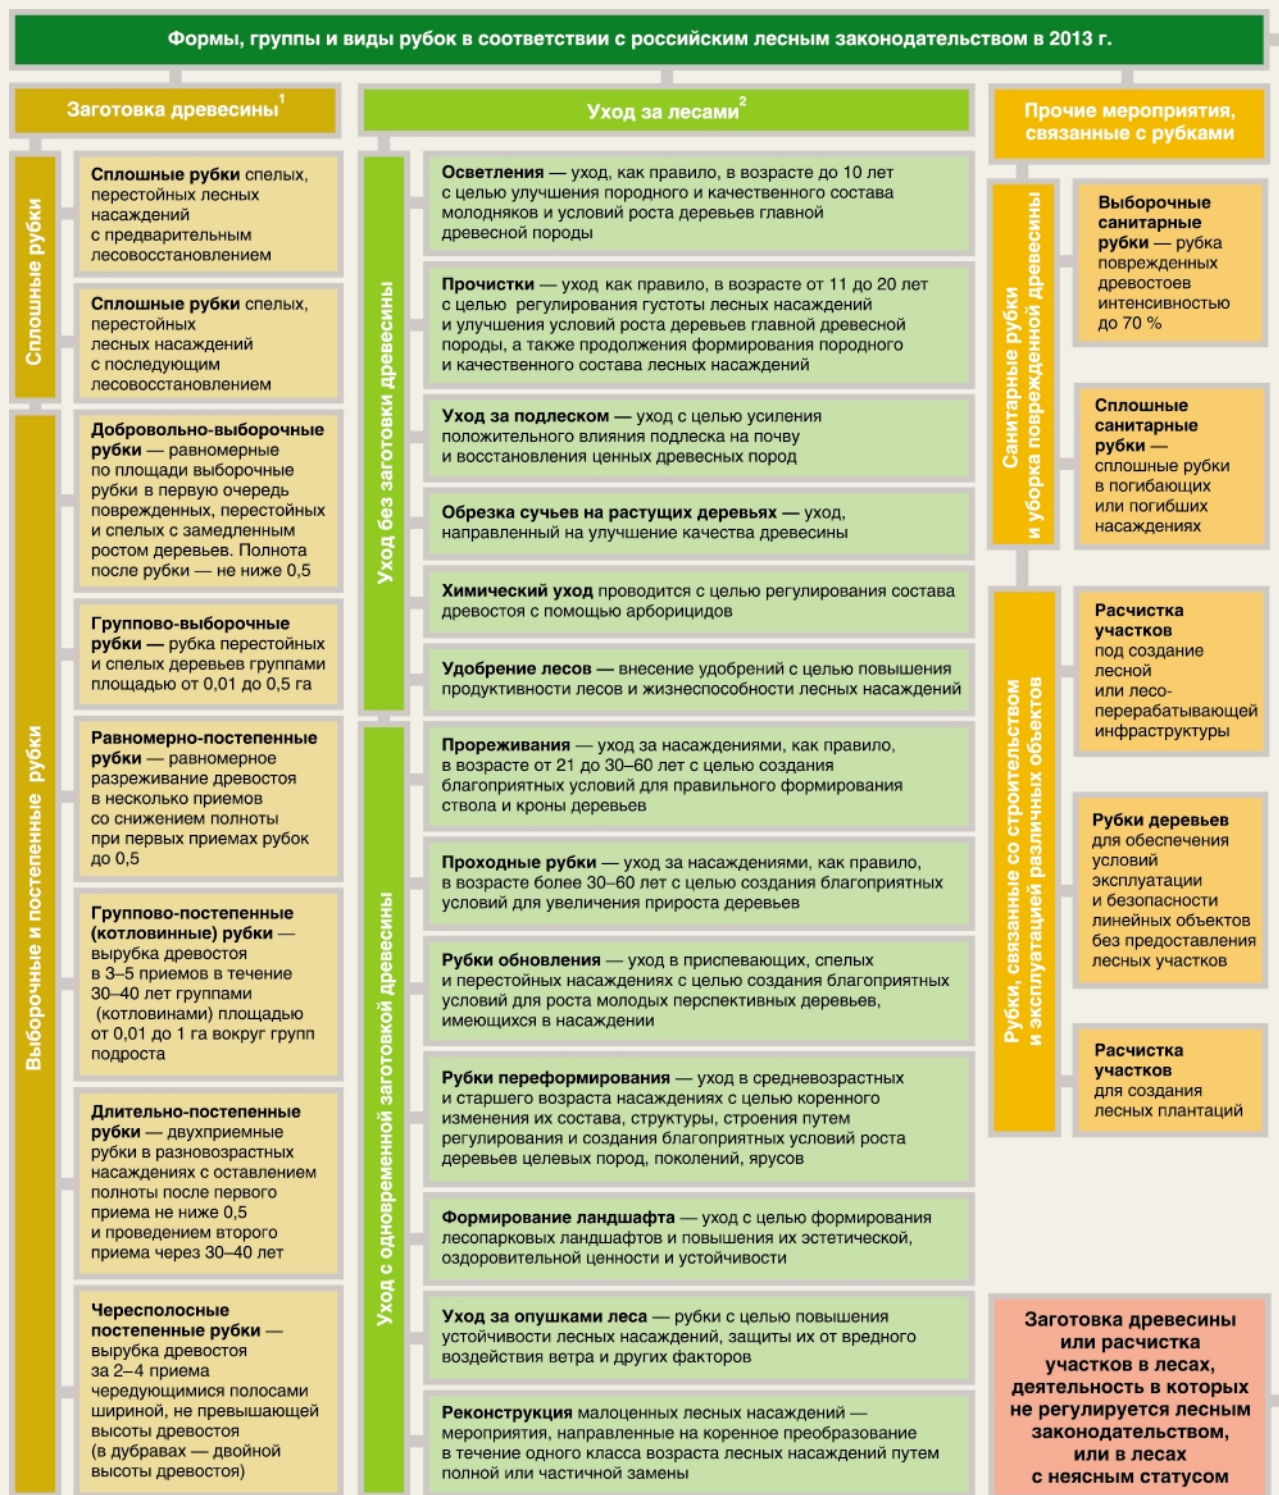 Формы, группы и виды рубок в соответствии с российским лесным законодательством в 2013 г.
Заготовка древесины1
Сплошные рубки
Сплошные рубки спелых,
перестойных лесных
насаждений
с предварительным
лесовосстановлением
Сплошные рубки спелых,
перестойных
лесных насаждений
с последующим
лесовосстановлением
Выборочные и постепенные рубки
Добровольно-выборочные
рубки — равномерные
по площади выборочные
рубки в первую очередь
поврежденных, перестойных
и спелых с замедленным
ростом деревьев. Полнота
после рубки — не ниже 0,5
Группово-выборочные
рубки — рубка перестойных
и спелых деревьев группами
площадью от 0,01 до 0,5 га
Равномерно-постепенные
рубки — равномерное
разреживание древостоя
в несколько приемов
со снижением полноты
при первых приемах рубок
до 0,5
Группово-постепенные
(котловинные) рубки —
вырубка древостоя
в 3–5 приемов в течение
30–40 лет группами
(котловинами) площадью
от 0,01 до 1 га вокруг групп
подроста
Длительно-постепенные
рубки — двухприемные
рубки в разновозрастных
насаждениях с оставлением
полноты после первого
приема не ниже 0,5
и проведением второго
приема через 30–40 лет
Чересполосные
постепенные рубки —
вырубка древостоя
за 2–4 приема
чередующимися полосами
шириной, не превышающей
высоты древостоя
(в дубравах — двойной
высоты древостоя)
Уход за лесами2
Уход без заготовки древесины
Осветления — уход, как правило, в возрасте до 10 лет
с целью улучшения породного и качественного состава
молодняков и условий роста деревьев главной
древесной породы
Прочистки — уход как правило, в возрасте от 11 до 20 лет
с целью регулирования густоты лесных насаждений
и улучшения условий роста деревьев главной древесной
породы, а также продолжения формирования породного
и качественного состава лесных насаждений
Уход за подлеском — уход с целью усиления
положительного влияния подлеска на почву
и восстановления ценных древесных пород
Обрезка сучьев на растущих деревьях — уход,
направленный на улучшение качества древесины
Химический уход проводится с целью регулирования состава
древостоя с помощью арборицидов
Удобрение лесов — внесение удобрений с целью повышения
продуктивности лесов и жизнеспособности лесных насаждений
Уход с одновременной заготовкой древесины
Прореживания — уход за насаждениями, как правило,
в возрасте от 21 до 30–60 лет с целью создания
благоприятных условий для правильного формирования
ствола и кроны деревьев
Проходные рубки — уход за насаждениями, как правило,
в возрасте более 30–60 лет с целью создания благоприятных
условий для увеличения прироста деревьев
Рубки обновления — уход в приспевающих, спелых
и перестойных насаждениях с целью создания благоприятных
условий для роста молодых перспективных деревьев,
имеющихся в насаждении
Рубки переформирования — уход в средневозрастных
и старшего возраста насаждениях с целью коренного
изменения их состава, структуры, строения путем
регулирования и создания благоприятных условий роста
деревьев целевых пород, поколений, ярусов
Формирование ландшафта — уход с целью формирования
лесопарковых ландшафтов и повышения их эстетической,
оздоровительной ценности и устойчивости
Уход за опушками леса — рубки с целью повышения
устойчивости лесных насаждений, защиты их от вредного
воздействия ветра и других факторов
Реконструкция малоценных лесных насаждений —
мероприятия, направленные на коренное преобразование
в течение одного класса возраста лесных насаждений путем
полной или частичной замены
Прочие мероприятия,
связанные с рубками
Санитарные рубки
и уборка поврежденной древесины
Выборочные
санитарные
рубки — рубка
поврежденных
древостоев
интенсивностью
до 70 %
Сплошные
санитарные
рубки —
сплошные рубки
в погибающих
или погибших
насаждениях
Рубки, связанные со строительством
и эксплуатацией различных объектов
Расчистка
участков
под создание
лесной
или лесо-
перерабатывающей
инфраструктуры
Рубки деревьев
для обеспечения
условий
эксплуатации
и безопасности
линейных объектов
без предоставления
лесных участков
Расчистка
участков
для создания
лесных плантаций
Заготовка древесины
или расчистка
участков в лесах,
деятельность в которых
не регулируется лесным
законодательством,
или в лесах
с неясным статусом